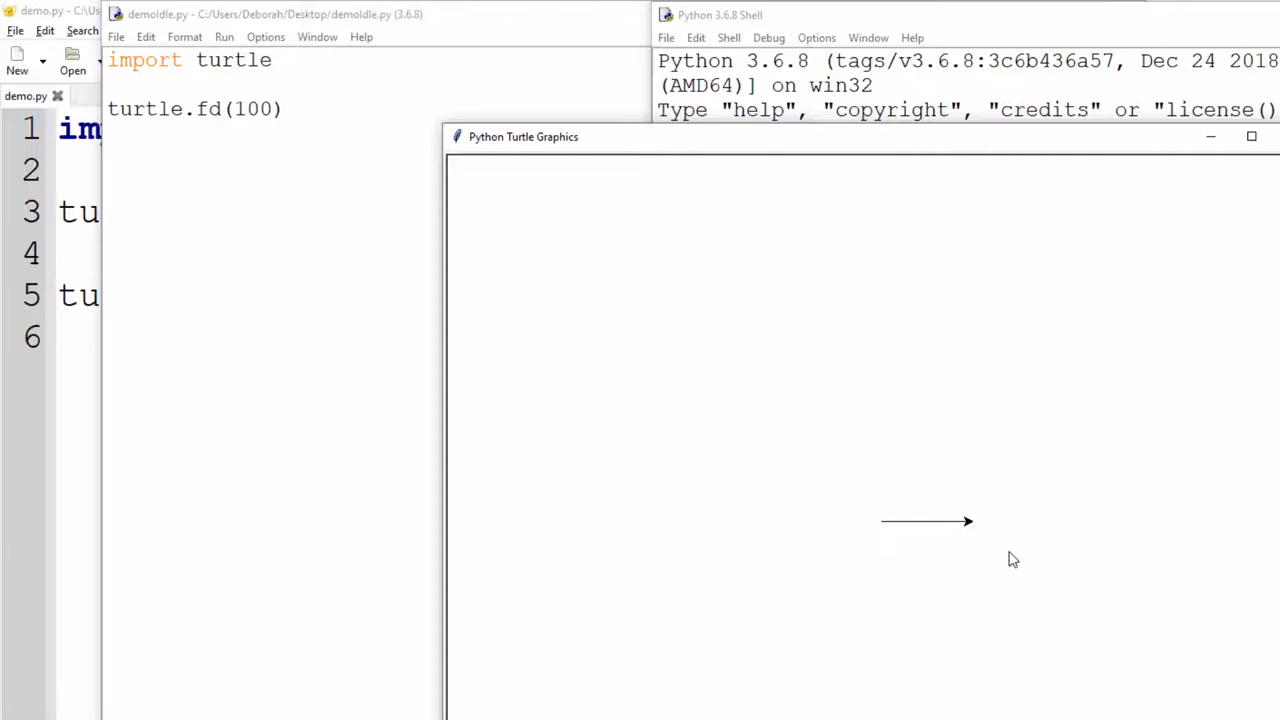 demo.py - C:\Us
File Edit Search
New Open
demo.py
1 im
2
3 tu
4
5 tu
6
demoldle.py - C:/Users/Deborah/Desktop/demoldle.py (3.6.8)
File Edit Format Run Options Window Help
import turtle
turtle.fd(100)
Python 3.6.8 Shell
File Edit Shell Debug Options Window Help
Python 3.6.8 (tags/v3.6.8:3c6b436a57, Dec 24 2018
(AMD64)] on win32
Type "help", "copyright", "credits" or "license()
Python Turtle Graphics